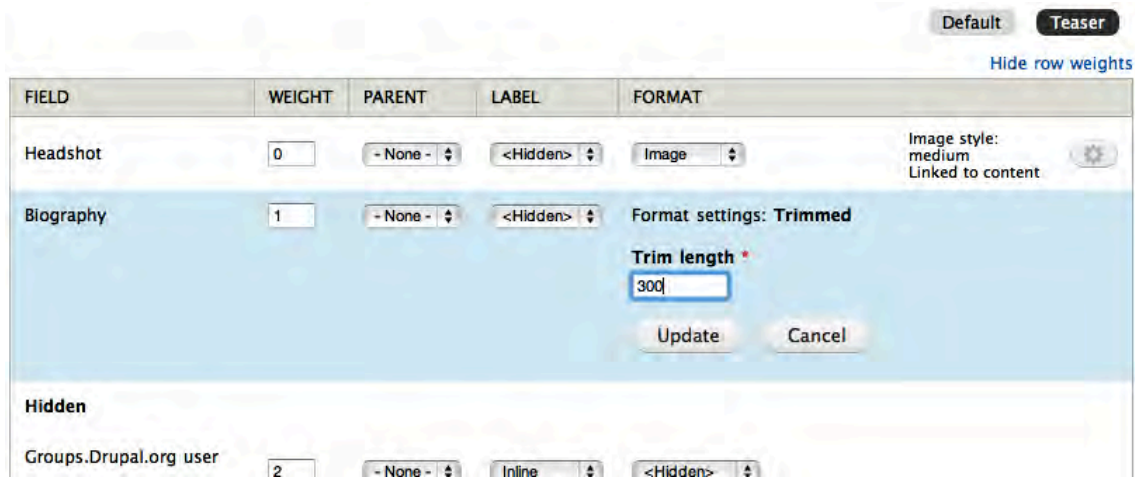 Default Teaser
Hide row weights
FIELD WEIGHT PARENT LABEL FORMAT
Headshot 0 - None - <Hidden> Image Image style:
medium
Linked to content
Biography 1 - None - <Hidden> Format settings: Trimmed
Trim length *
300
Update Cancel
Hidden
Groups.Drupal.org user
2 - None - Inline <Hidden>